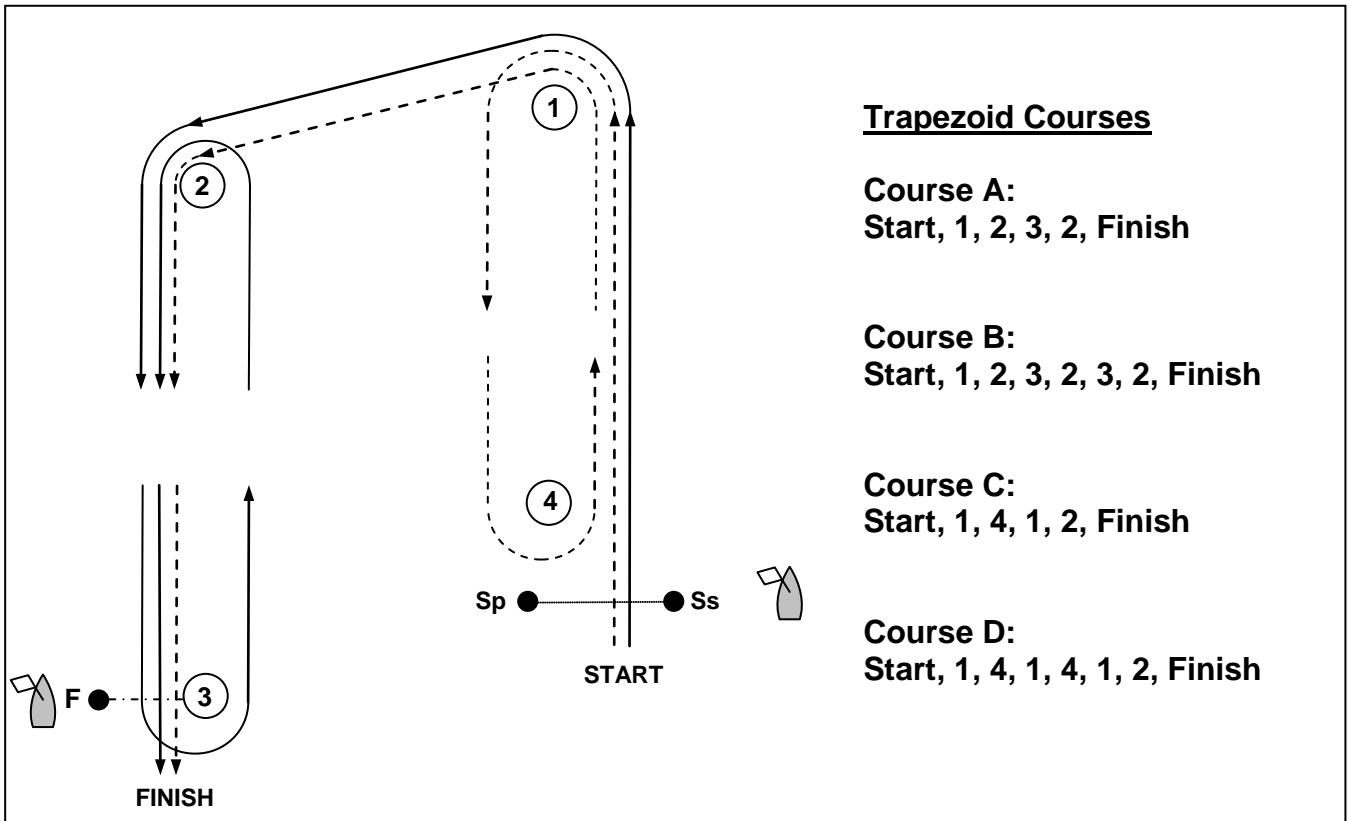 1
2
4
Sp
Ss
START
F
3
FINISH
Trapezoid Courses
Course A:
Start, 1, 2, 3, 2, Finish
Course B:
Start, 1, 2, 3, 2, 3, 2, Finish
Course C:
Start, 1, 4, 1, 2, Finish
Course D:
Start, 1, 4, 1, 4, 1, 2, Finish